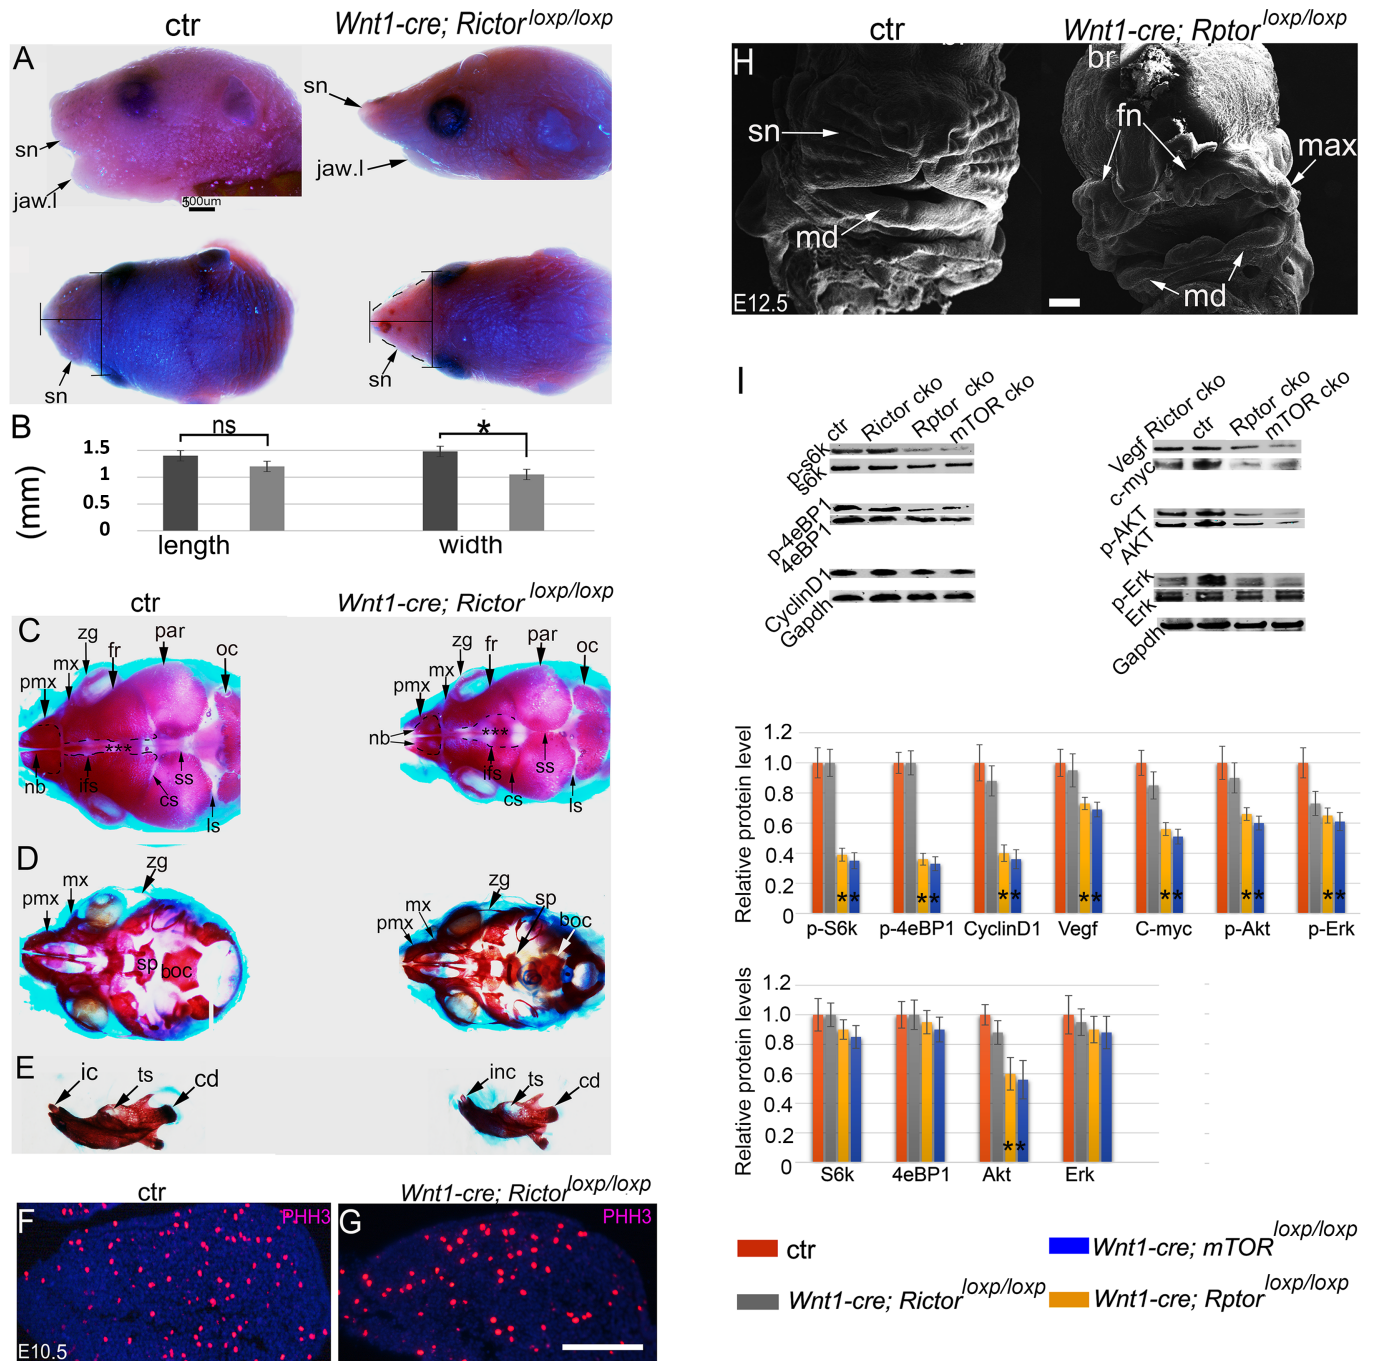 ctr
Wnt1-cre; Rictor loxp/loxp
A
sn
jaw.l
500um
sn
jaw.l
sn
sn
B
ns
*
1.5
1
0.5
0
(mm)
length
width
ctr
Wnt1-cre; Rictor loxp/loxp
C
pmx
mx
zg
fr
par
oc
***
nb
ifs
cs
ss
ls
pmx
mx
zg
fr
par
oc
nb
***
ifs
cs
ss
ls
D
pmx
mx
zg
sp
boc
pmx
mx
zg
sp
boc
E
ic
ts
cd
inc
ts
cd
ctr
Wnt1-cre; Rictor loxp/loxp
F
PHH3
E10.5
G
PHH3
ctr
Wnt1-cre; Rptor loxp/loxp
H
br
sn
md
E12.5
br
fn
max
md
I
ctr
Rictor cko
Rptor cko
mTOR cko
p-s6k
s6k
p-4eBP1
4eBP1
CyclinD1
Gapdh
Rictor cko
ctr
Rptor cko
mTOR cko
Vegf
c-myc
p-AKT
AKT
p-Erk
Erk
Gapdh
Relative protein level
1.2
1.0
0.8
0.6
0.4
0.2
0
**
**
**
**
**
**
**
p-S6k
p-4eBP1
CyclinD1
Vegf
C-myc
p-Akt
p-Erk
Relative protein levels
1.2
1.0
0.8
0.6
0.4
0.2
0
**
S6k
4eBP1
Akt
Erk
ctr
Wnt1-cre; mTOR loxp/loxp
Wnt1-cre; Rictor loxp/loxp
Wnt1-cre; Rptor loxp/loxp